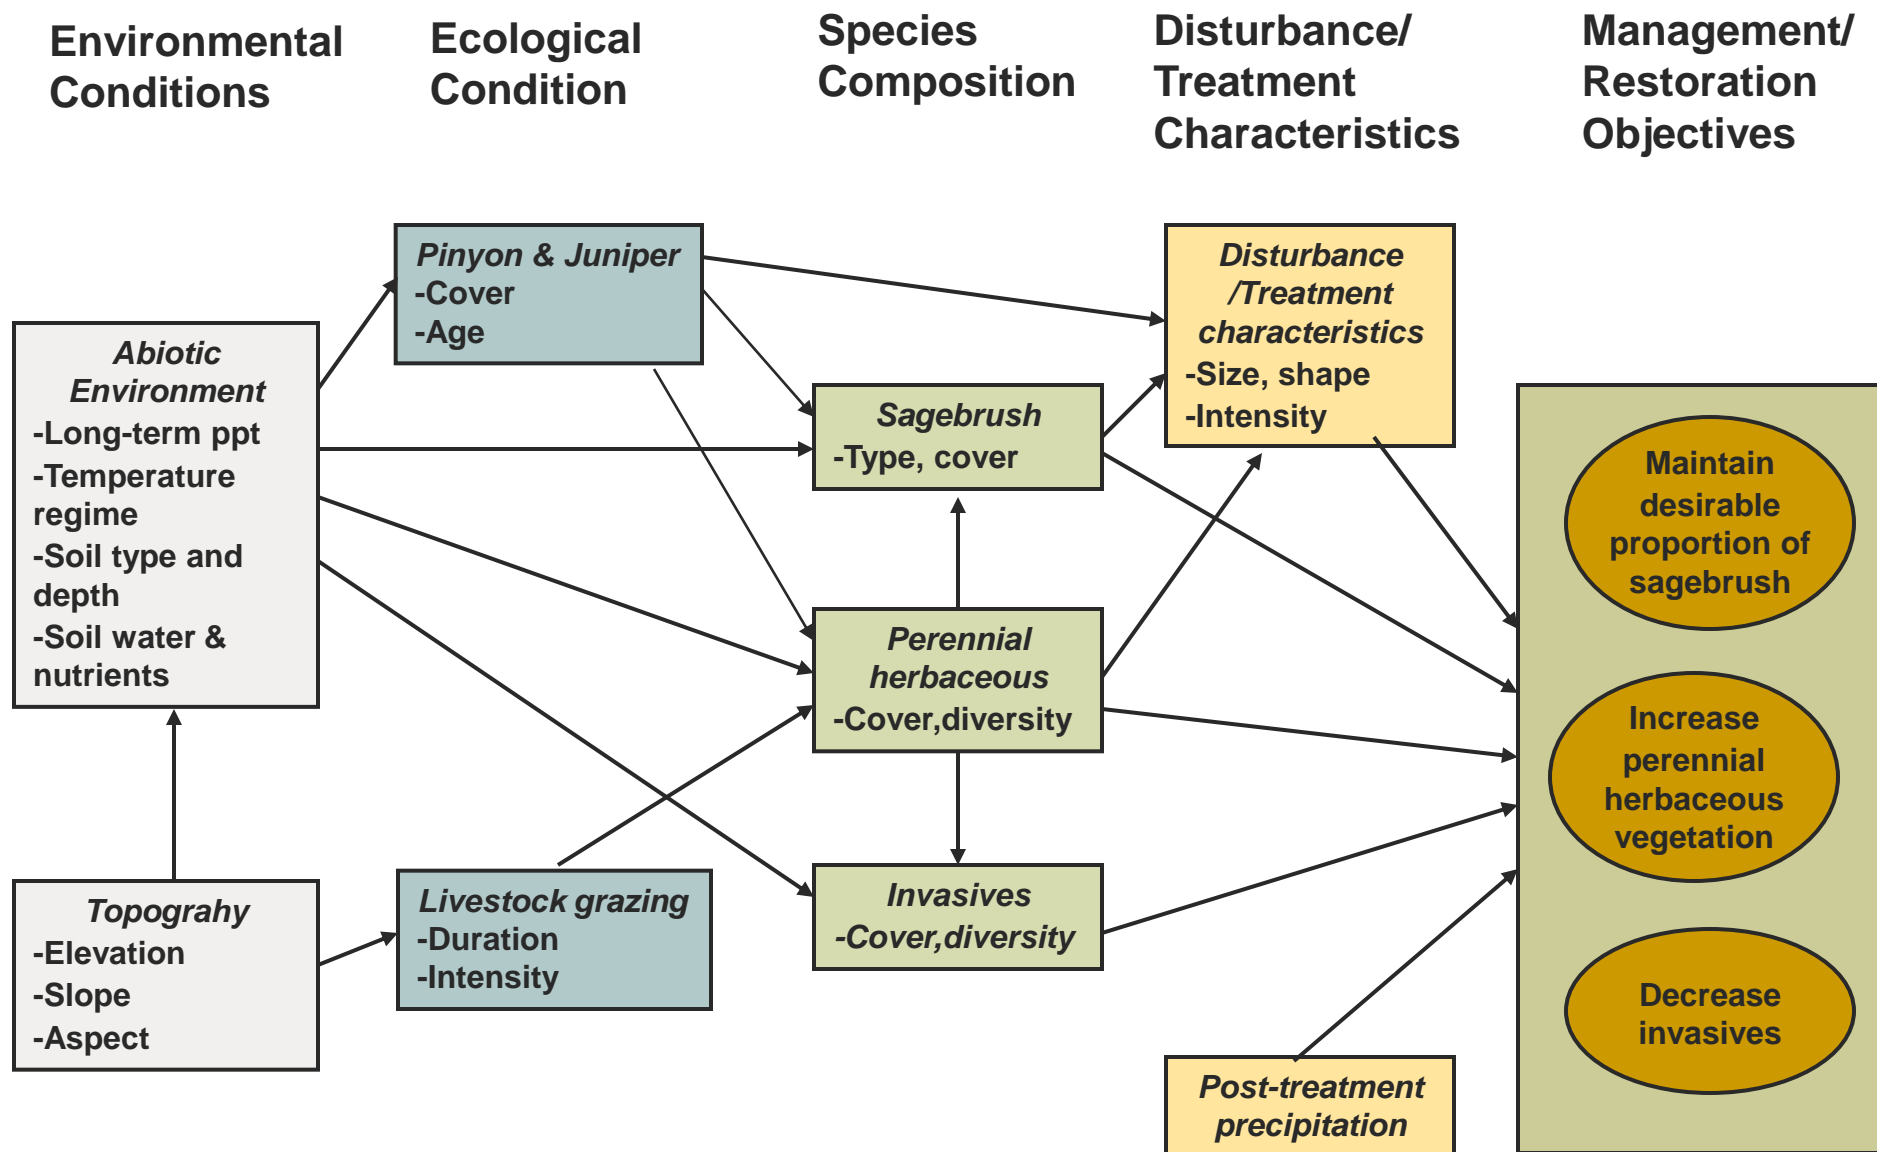 Environmental
Conditions
Ecological
Condition
Species
Composition
Disturbance/
Treatment
Characteristics
Management/
Restoration
Objectives
Abiotic
Environment
-Long-term ppt
-Temperature
regime
-Soil type and
depth
-Soil water &
nutrients
Topograhy
-Elevation
-Slope
-Aspect
Pinyon & Juniper
-Cover
-Age
Livestock grazing
-Duration
-Intensity
Sagebrush
-Type, cover
Perennial
herbaceous
-Cover,diversity
Invasives
-Cover,diversity
Disturbance
/Treatment
characteristics
-Size, shape
-Intensity
Post-treatment
precipitation
Maintain
desirable
proportion of
sagebrush
Increase
perennial
herbaceous
vegetation
Decrease
invasives